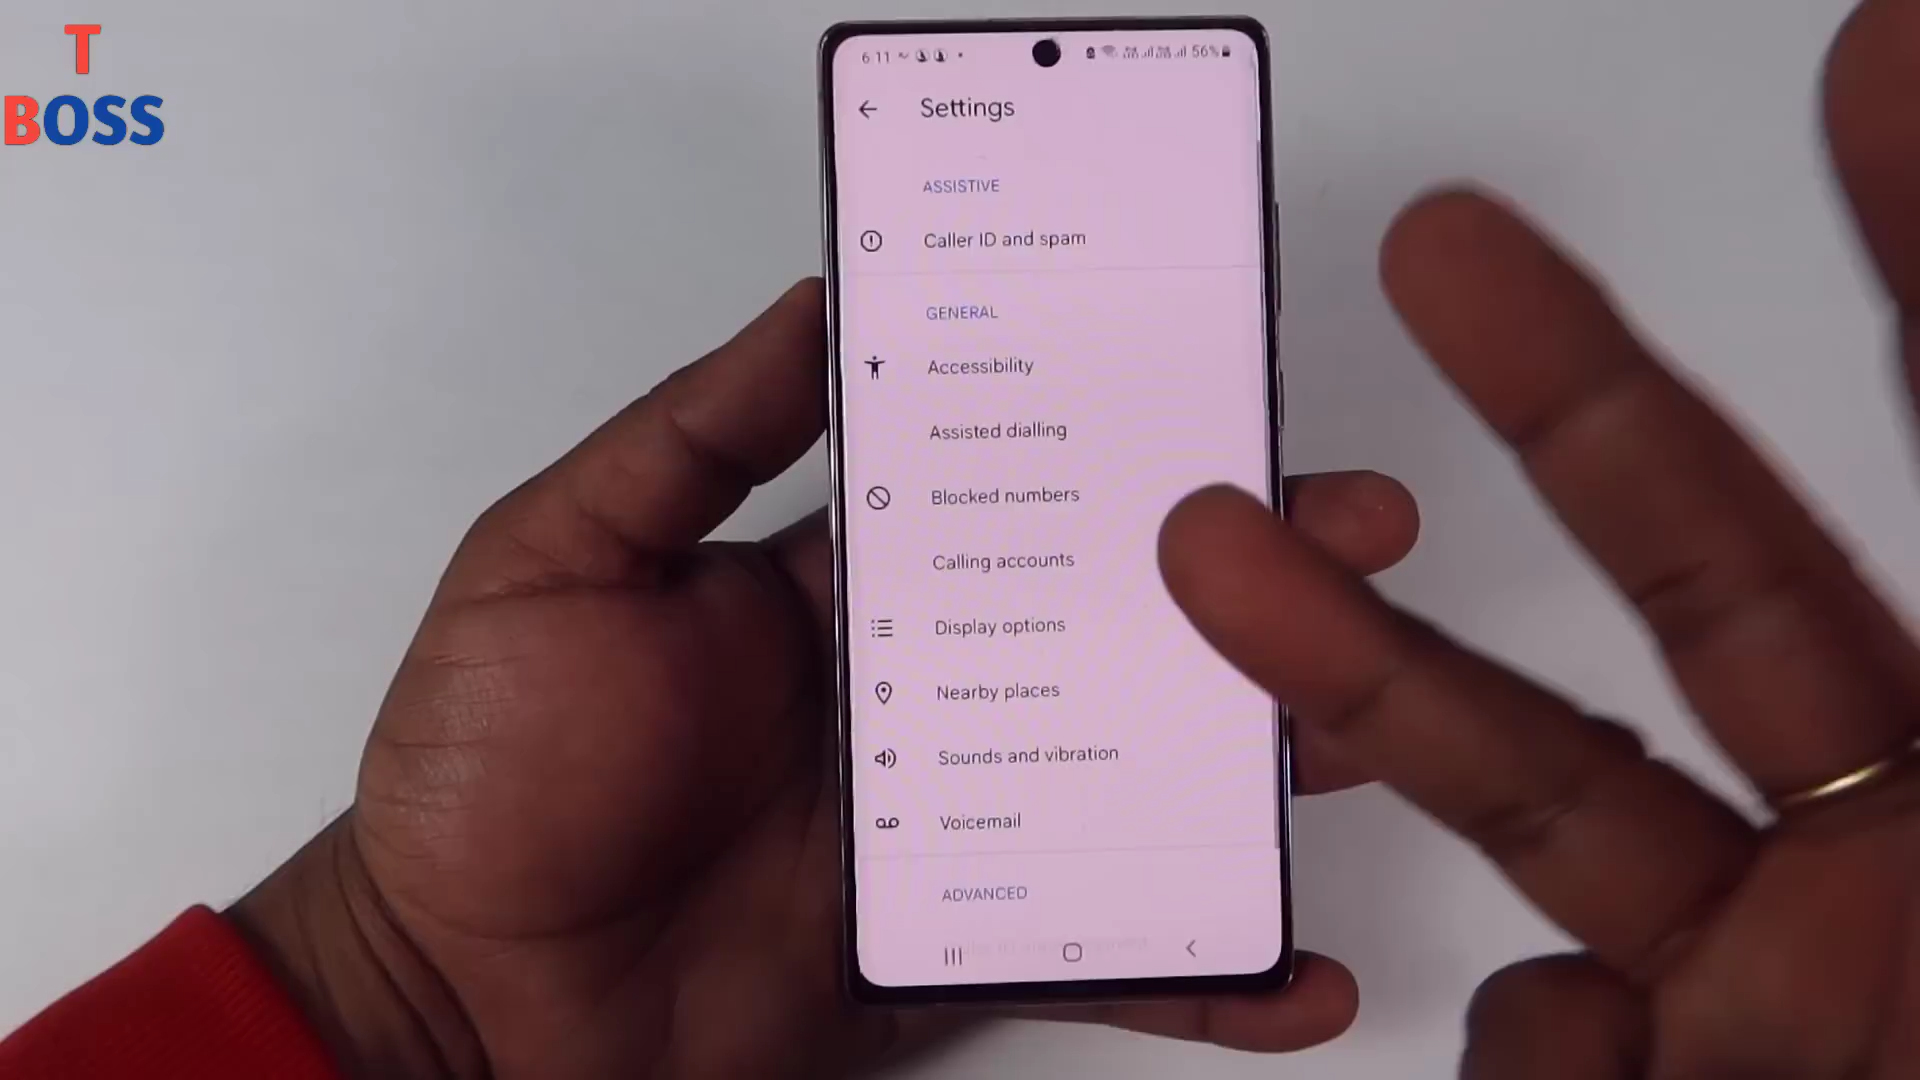 T
BOSS
6 11
56%
Settings
ASSISTIVE
Caller ID and spam
GENERAL
Accessibility
Assisted dialling
Blocked numbers
Calling accounts
Display options
Nearby places
Sounds and vibration
Voicemail
ADVANCED